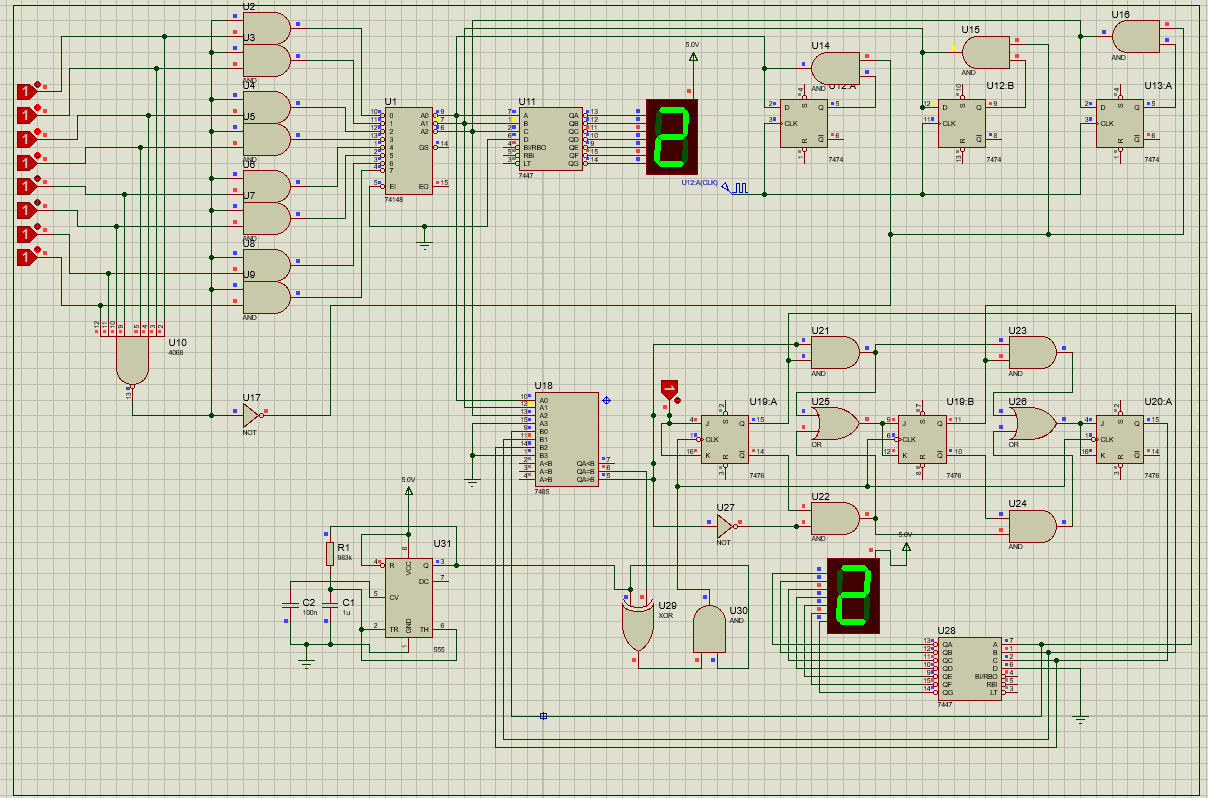 U2
U3
AND
U4
U5
AND
U6
U7
AND
U8
U9
AND
1
1
1
1
1
1
1
1
U10
4068
12
11
10
9
5
4
3
2
13
U17
NOT
U1
10 0 A0 9
11 1 A1 7
12 2 A2 6
13 3
1 4 GS 14
2 5
3 6
4 7
5 EI EO 15
74148
U11
7 A QA 13
1 B QB 12
2 C QC 11
6 D QD 10
4 BI/RBO QE 9
5 RBI QF 15
3 LT QG 14
7447
5.0V
2
U12:A(CLK)
U14
AND
U12:A
2 D S Q 5
3 CLK
R Q 6
4
1
7474
U15
AND
U12:B
12 D S Q 9
11 CLK
R Q 8
10
13
7474
U16
AND
U13:A
2 D S Q 5
3 CLK
R Q 6
4
1
7474
U18
10 A0
12 A1
13 A2
15 A3
9 B0
11 B1
14 B2
1 B3
2 A<B QA<B 7
3 A=B QA=B 6
4 A>B QA>B 5
7485
1
U19:A
4 J S Q 15
1 CLK
16 K R Q 14
2
3
7476
U21
AND
U25
OR
U22
AND
U27
NOT
U19:B
9 J S Q 11
6 CLK
12 K R Q 10
7
8
7476
U23
AND
U26
OR
U24
AND
U20:A
4 J S Q 15
1 CLK
16 K R Q 14
2
3
7476
5.0V
R1
983k
C2
100n
C1
1u
U31
4 R VCC Q 3
8
DC 7
5 CV
2 TR GND TH 6
1
555
U29
XOR
U30
AND
5.0V
2
U28
13 QA A 7
12 QB B 1
11 QC C 2
10 QD D 6
9 QE BI/RBO 4
15 QF RBI 5
14 QG LT 3
7447